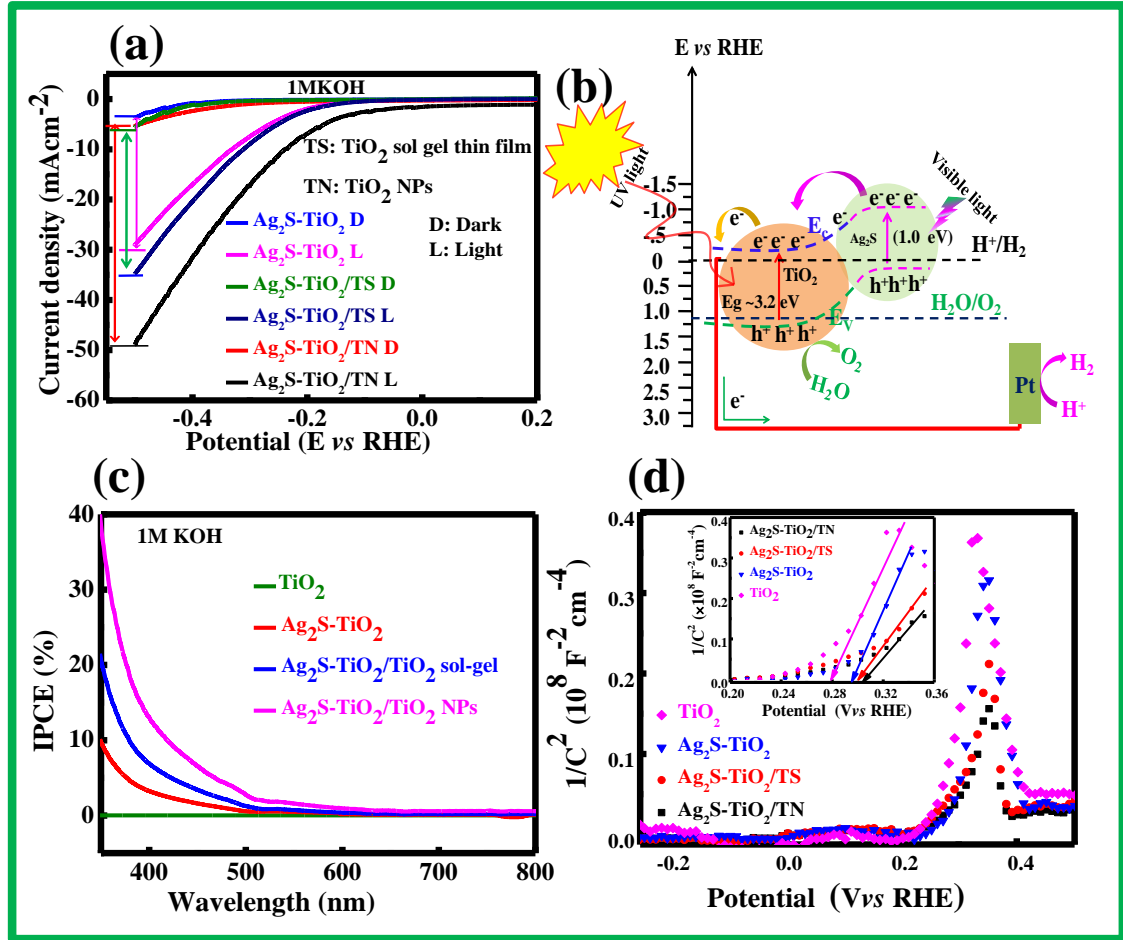 (a)
1MKOH
TS: TiO2 sol gel thin film
TN: TiO2 NPs
Ag2S-TiO2 D
Ag2S-TiO2 L
Ag2S-TiO2/TS D
Ag2S-TiO2/TS L
Ag2S-TiO2/TN D
Ag2S-TiO2/TN L
D: Dark
L: Light
Current density (mAcm-2)
0
-10
-20
-30
-40
-50
-60
-0.4 -0.2 0.0 0.2
Potential (E vs RHE)
(b)
E vs RHE
UV light
Visible light
-1.5
-1.0
-.5
0
0.5
1.0
1.5
2.0
2.5
3.0
e-
e-
e- e- e-
e- e- e-
EC
Ag2S
(1.0 eV)
H+/H2
TiO2
Eg ~3.2 eV
h+h+h+
EV
H2O/O2
h+ h+ h+
O2
H2O
Pt
H2
H+
e-
(c)
1M KOH
TiO2
Ag2S-TiO2
Ag2S-TiO2/TiO2 sol-gel
Ag2S-TiO2/TiO2 NPs
IPCE (%)
40
30
20
10
0
400 500 600 700 800
Wavelength (nm)
(d)
1/C2 (108 F-2cm-4)
0.4
0.3
0.2
0.1
0.0
-0.2 0.0 0.2 0.4
Potential (Vvs RHE)
TiO2
Ag2S-TiO2
Ag2S-TiO2/TS
Ag2S-TiO2/TN
1/C2 (×108 F-2cm-4)
0.4
0.3
0.2
0.1
0.0
0.20 0.24 0.28 0.32 0.36
Potential (Vvs RHE)
Ag2S-TiO2/TN
Ag2S-TiO2/TS
Ag2S-TiO2
TiO2